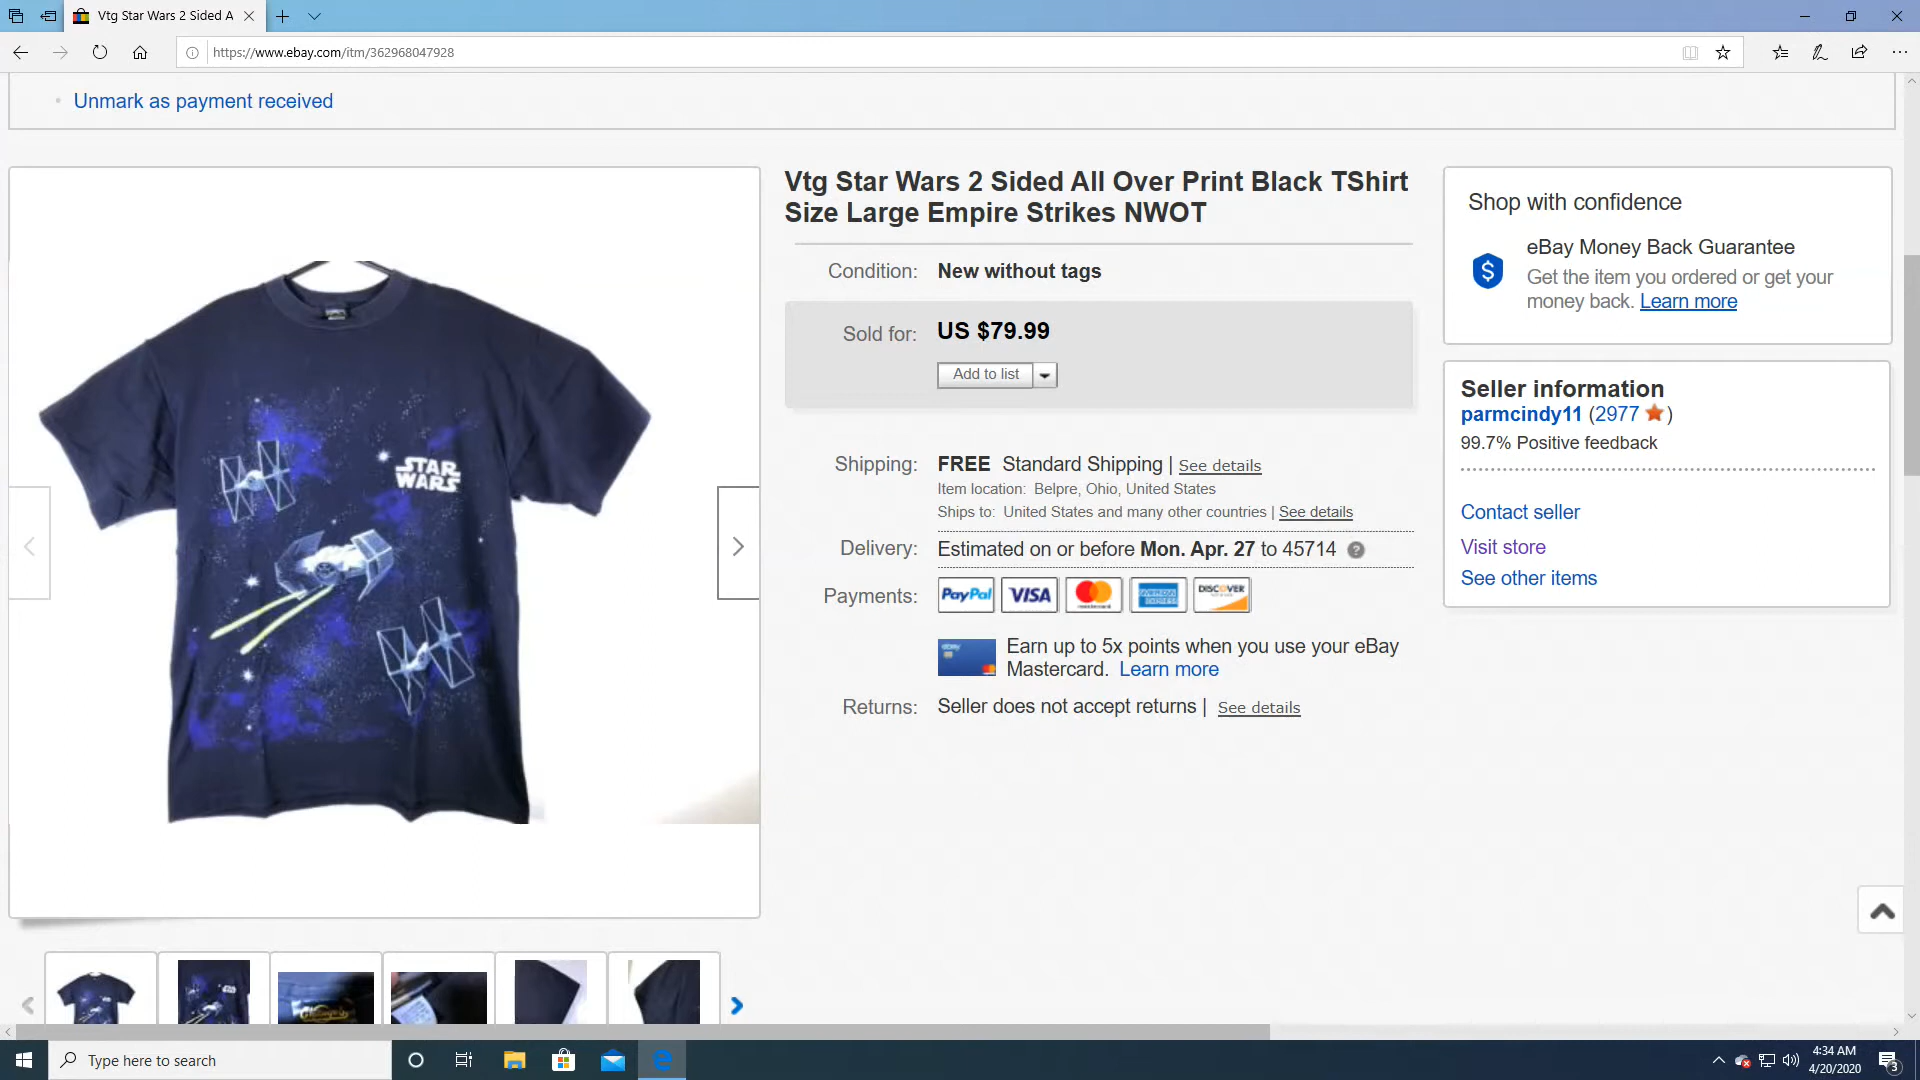 Vtg Star Wars 2 Sided A
https://www.ebay.com/itm/362968047928
Unmark as payment received
Vtg Star Wars 2 Sided All Over Print Black TShirt
Size Large Empire Strikes NWOT
Condition: New without tags
Sold for: US $79.99
Add to list
Shipping: FREE Standard Shipping | See details
Item location: Belpre, Ohio, United States
Ships to: United States and many other countries | See details
Delivery: Estimated on or before Mon. Apr. 27 to 45714 ?
Payments: PayPal VISA mastercard AMERICAN EXPRESS DISCOVER
ebay
Earn up to 5x points when you use your eBay
Mastercard. Learn more
Returns: Seller does not accept returns | See details
Shop with confidence
eBay Money Back Guarantee
Get the item you ordered or get your
money back. Learn more
Seller information
parmcindy11 (2977)
99.7% Positive feedback
Contact seller
Visit store
See other items
STAR
WARS
Type here to search
4:34 AM
4/20/2020
3